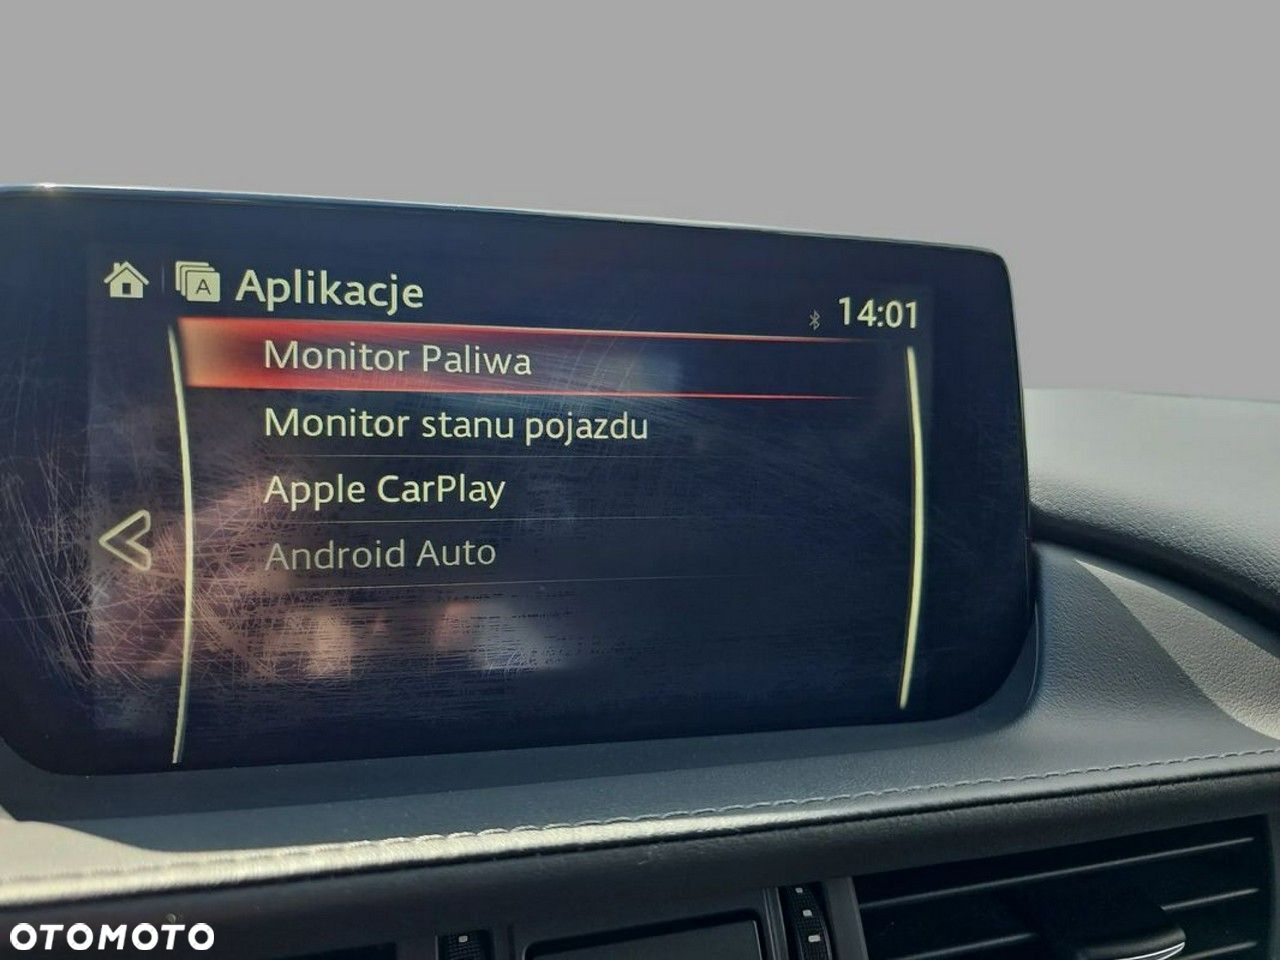 Aplikacje
14:01
Monitor Paliwa
Monitor stanu pojazdu
Apple CarPlay
Android Auto
OTOMOTO